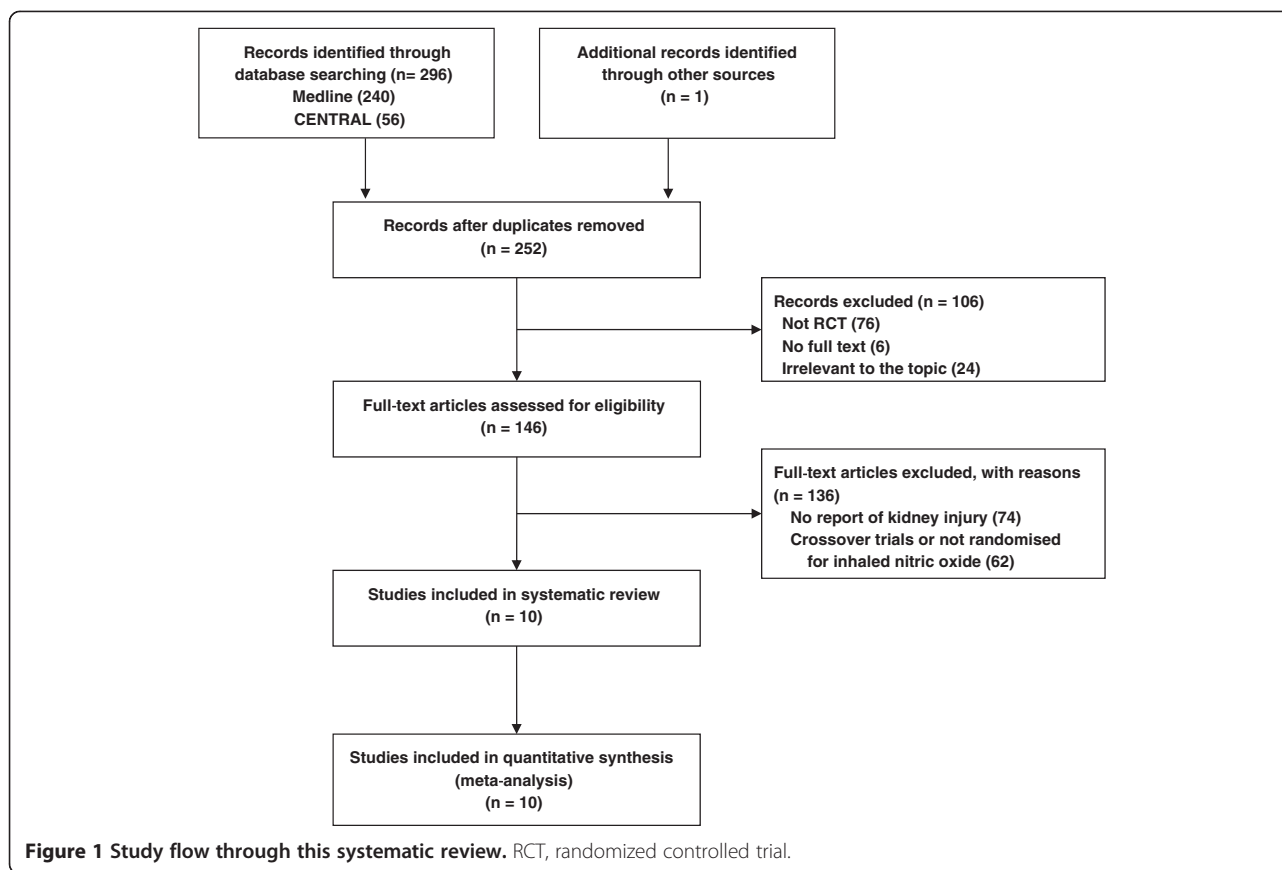 Records identified through
database searching (n= 296)
Medline (240)
CENTRAL (56)
Additional records identified
through other sources
(n = 1)
Records after duplicates removed
(n = 252)
Records excluded (n = 106)
Not RCT (76)
No full text (6)
Irrelevant to the topic (24)
Full-text articles assessed for eligibility
(n = 146)
Full-text articles excluded, with reasons
(n = 136)
No report of kidney injury (74)
Crossover trials or not randomised
for inhaled nitric oxide (62)
Studies included in systematic review
(n = 10)
Studies included in quantitative synthesis
(meta-analysis)
(n = 10)
Figure 1 Study flow through this systematic review. RCT, randomized controlled trial.